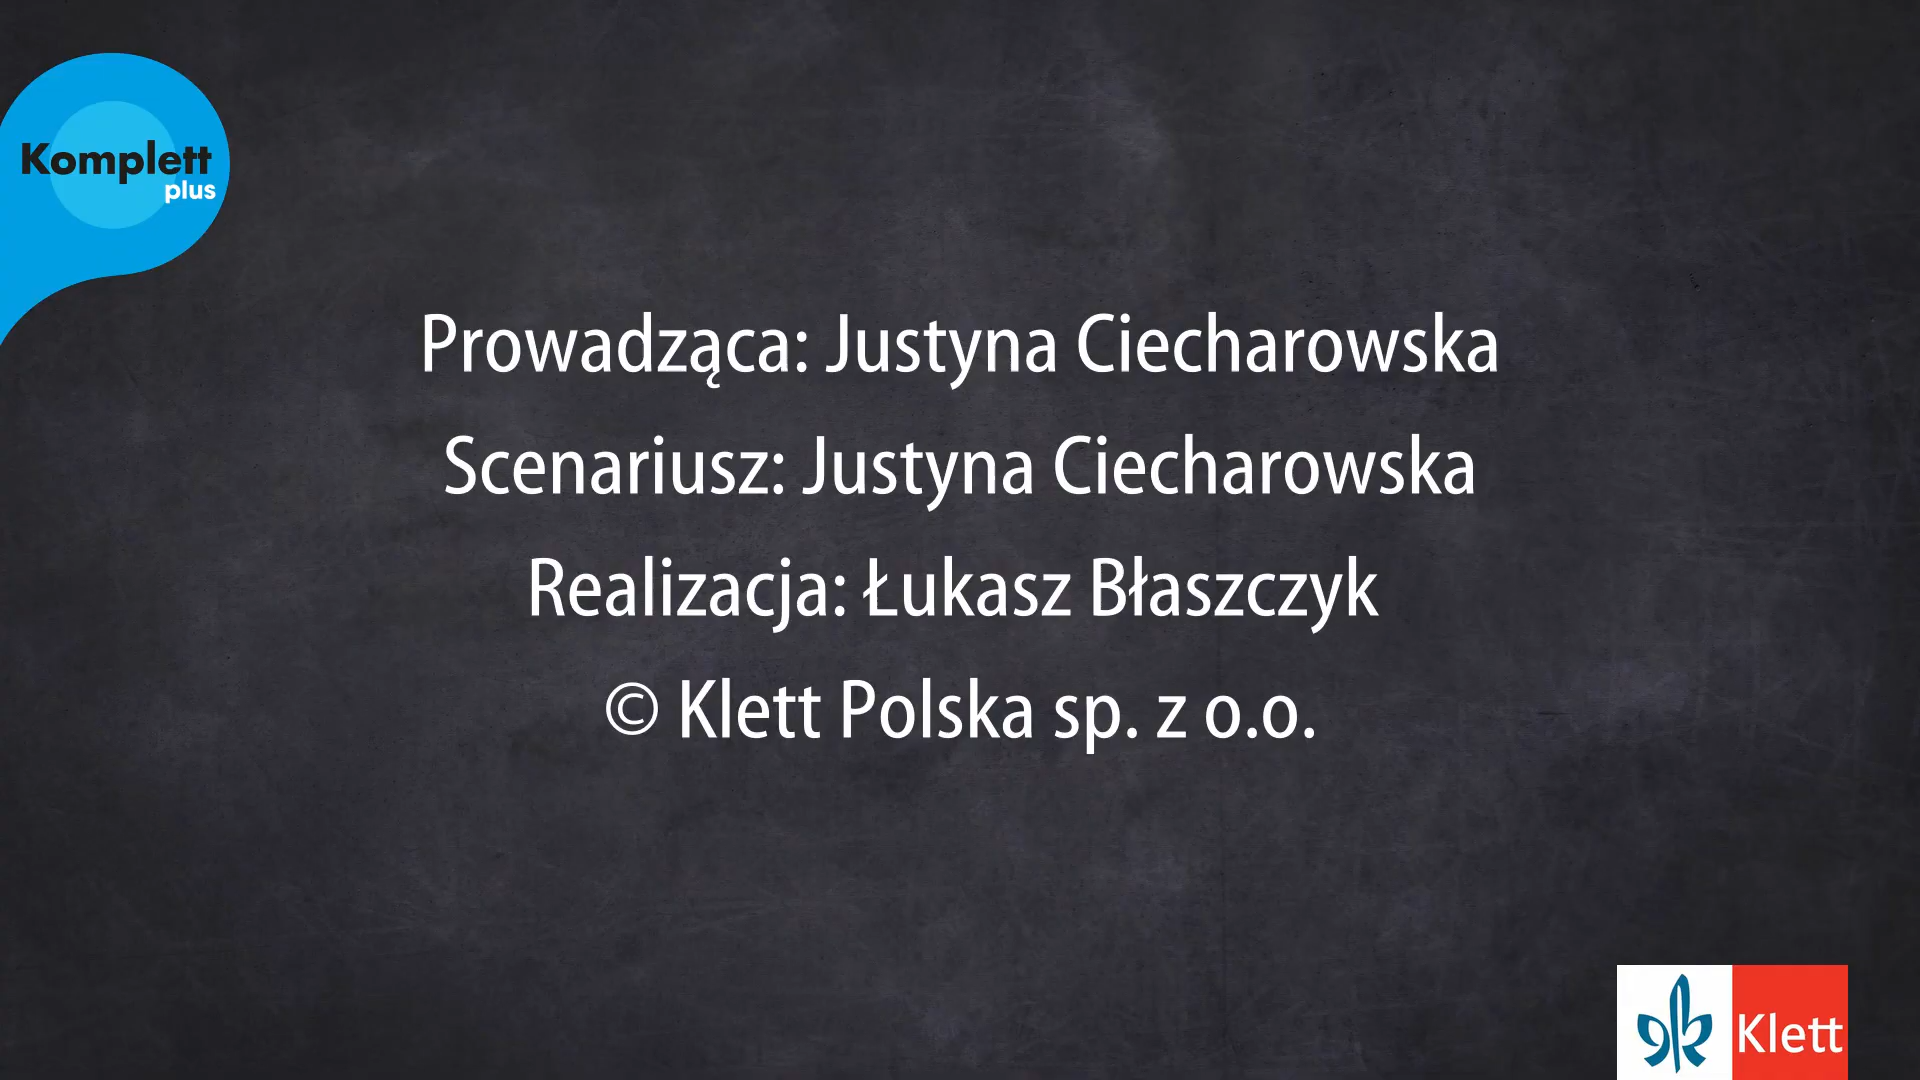 Komplett
plus
Prowadząca: Justyna Ciecharowska
Scenariusz: Justyna Ciecharowska
Realizacja: Łukasz Błaszczyk
© Klett Polska sp. z o.o.
Klett